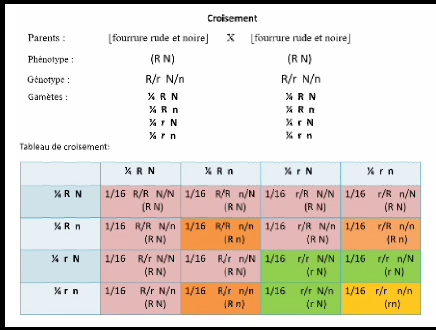 Croisement
Parents : [fourrure rude et noire] X [fourrure rude et noire]
Phénotype : (R N) (R N)
Génotype : R/r N/n R/r N/n
Gamètes : ¼ R N ¼ R N
¼ R n ¼ R n
¼ r N ¼ r N
¼ r n ¼ r n
Tableau de croisement:
¼ R N ¼ R n ¼ r N ¼ r n
¼ R N 1/16 R/R N/N 1/16 R/R n/N 1/16 r/R N/N 1/16 r/R n/N
(R N) (R N) (R N) (R N)
¼ R n 1/16 R/R N/n 1/16 R/R n/n 1/16 r/R N/n 1/16 r/R n/n
(R N) (R n) (R N) (R n)
¼ r N 1/16 R/r N/N 1/16 R/r n/N 1/16 r/r N/N 1/16 r/r n/N
(R N) (R N) (r N) (r N)
¼ r n 1/16 R/r N/n 1/16 R/r n/n 1/16 r/r N/n 1/16 r/r n/n
(R N) (R n) (r N) (rn)